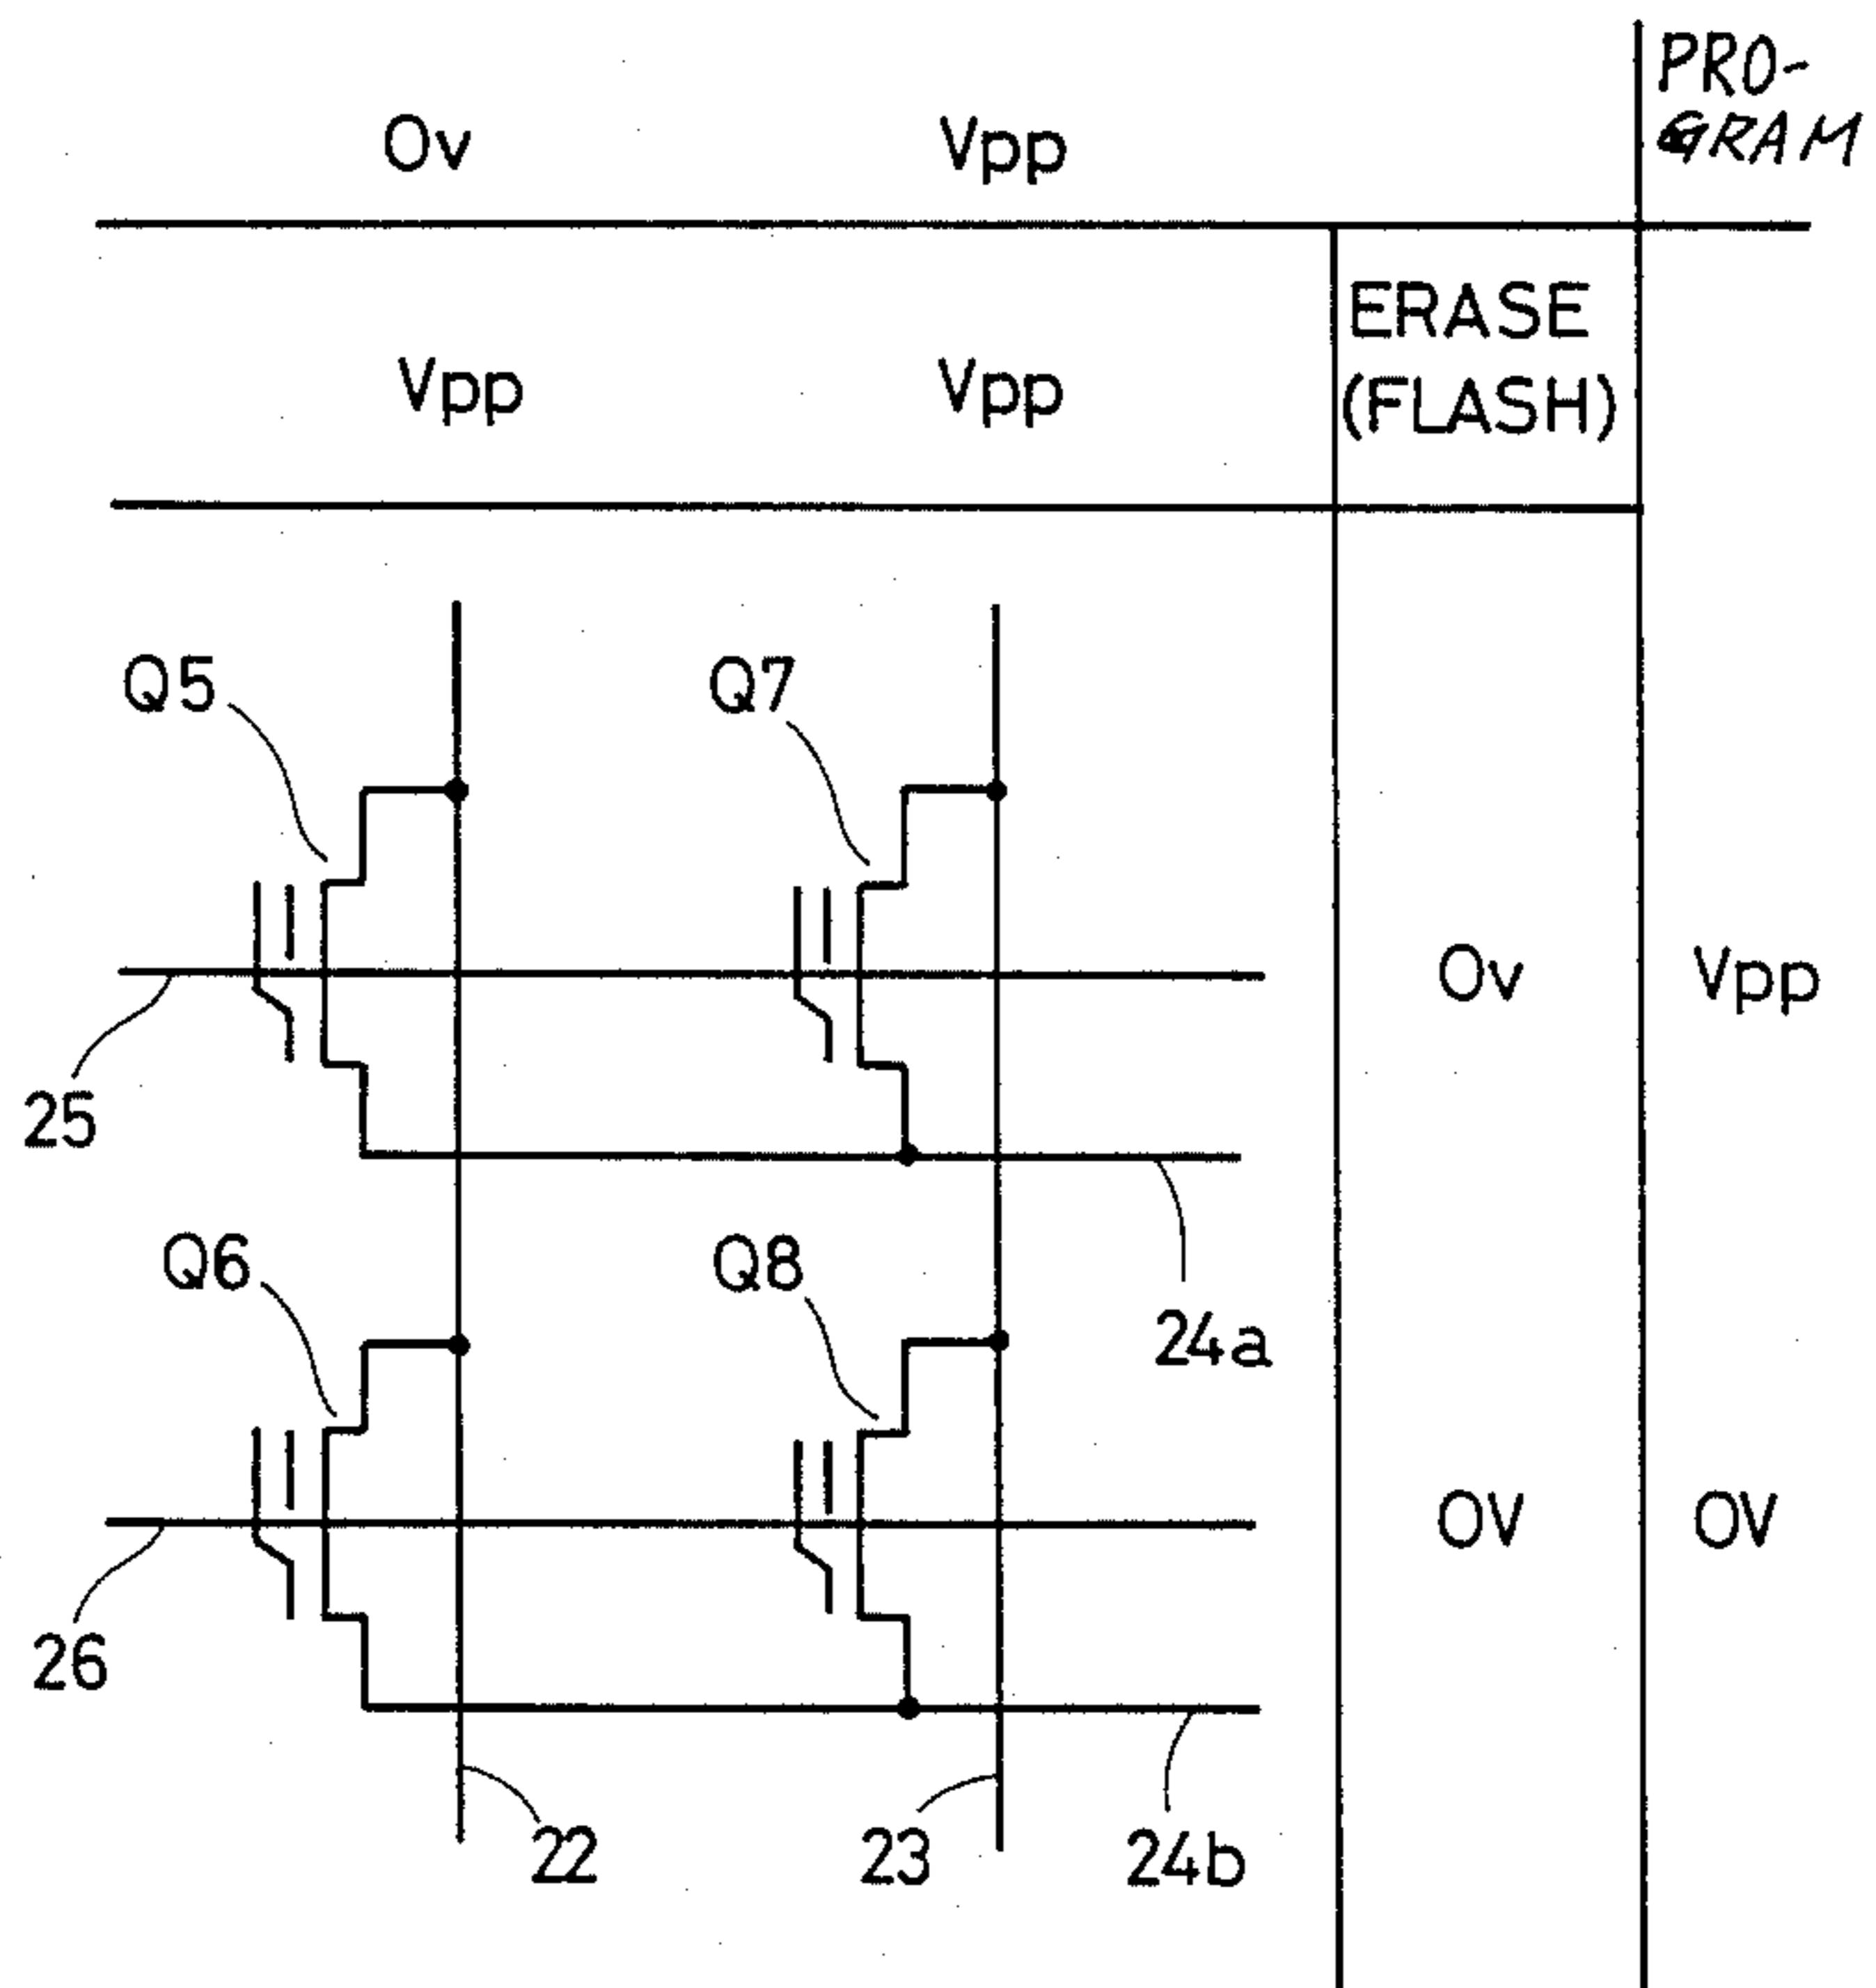 PRO-
GRAM
Ov Vpp
ERASE
(FLASH)
Vpp Vpp
Q5 Q7
Ov Vpp
25
Q6 Q8
24a
OV OV
26
22 23 24b